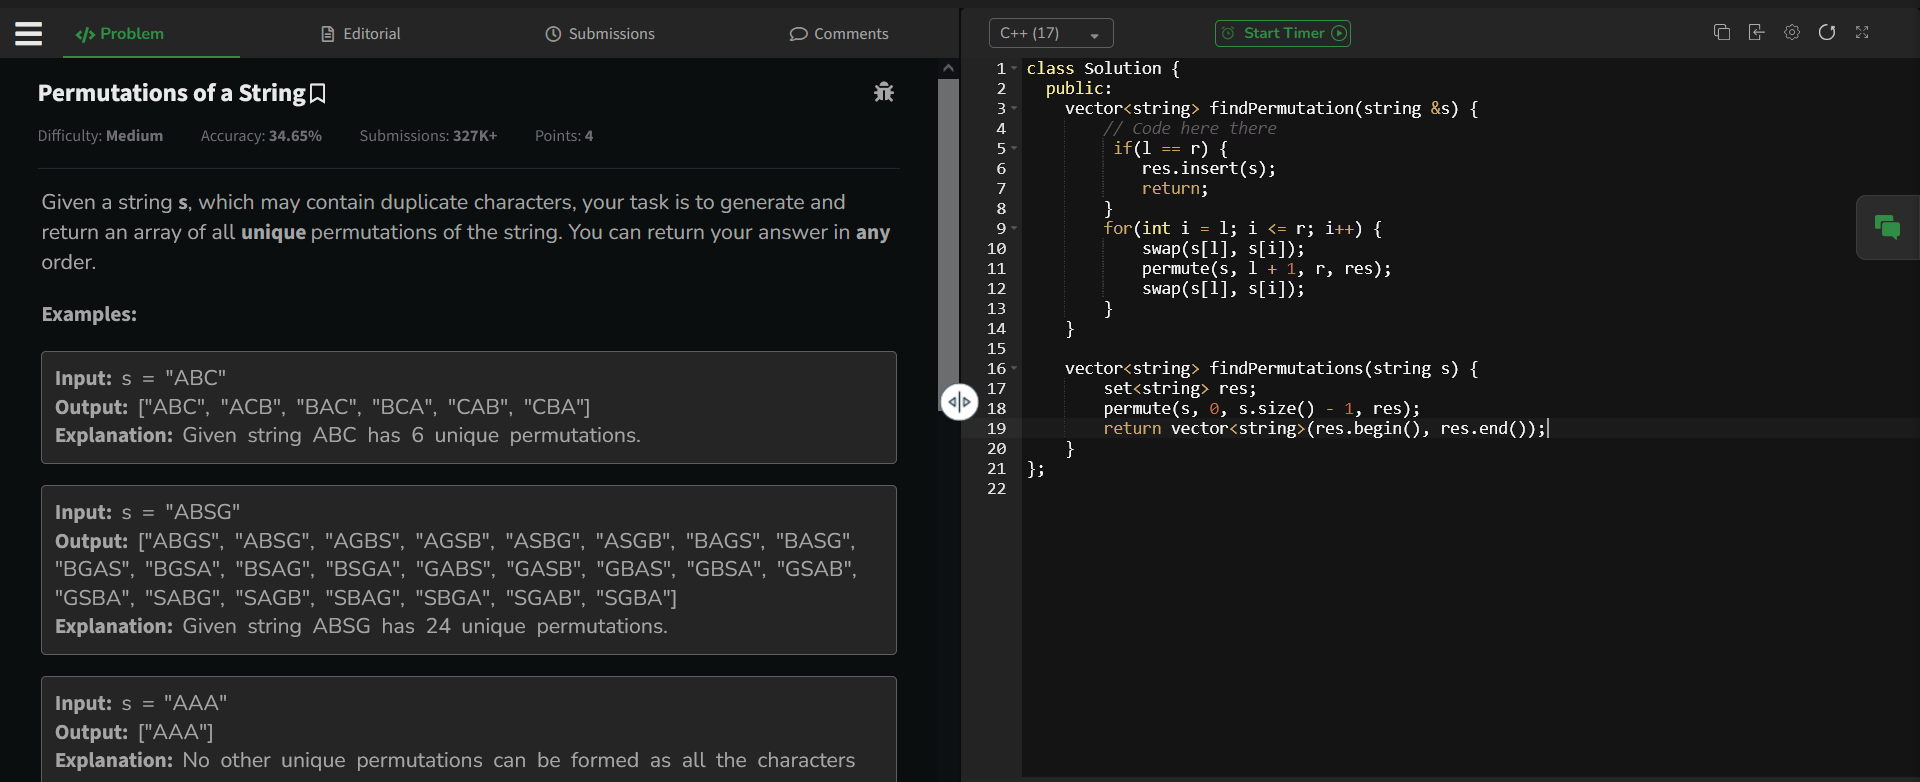 </> Problem
Editorial
Submissions
Comments
Permutations of a String
Difficulty: Medium Accuracy: 34.65% Submissions: 327K+ Points: 4
Given a string s, which may contain duplicate characters, your task is to generate and
return an array of all unique permutations of the string. You can return your answer in any
order.
Examples:
Input: s = "ABC"
Output: ["ABC", "ACB", "BAC", "BCA", "CAB", "CBA"]
Explanation: Given string ABC has 6 unique permutations.
Input: s = "ABSG"
Output: ["ABGS", "ABSG", "AGBS", "AGSB", "ASBG", "ASGB", "BAGS", "BASG",
"BGAS", "BGSA", "BSAG", "BSGA", "GABS", "GASB", "GBAS", "GBSA", "GSAB",
"GSBA", "SABG", "SAGB", "SBAG", "SBGA", "SGAB", "SGBA"]
Explanation: Given string ABSG has 24 unique permutations.
Input: s = "AAA"
Output: ["AAA"]
Explanation: No other unique permutations can be formed as all the characters
C++ (17)
Start Timer
1 class Solution {
2 public:
3 vector<string> findPermutation(string &s) {
4 // Code here there
5 if(l == r) {
6 res.insert(s);
7 return;
8 }
9 for(int i = l; i <= r; i++) {
10 swap(s[l], s[i]);
11 permute(s, l + 1, r, res);
12 swap(s[l], s[i]);
13 }
14 }
15
16 vector<string> findPermutations(string s) {
17 set<string> res;
18 permute(s, 0, s.size() - 1, res);
19 return vector<string>(res.begin(), res.end());
20 }
21 };
22